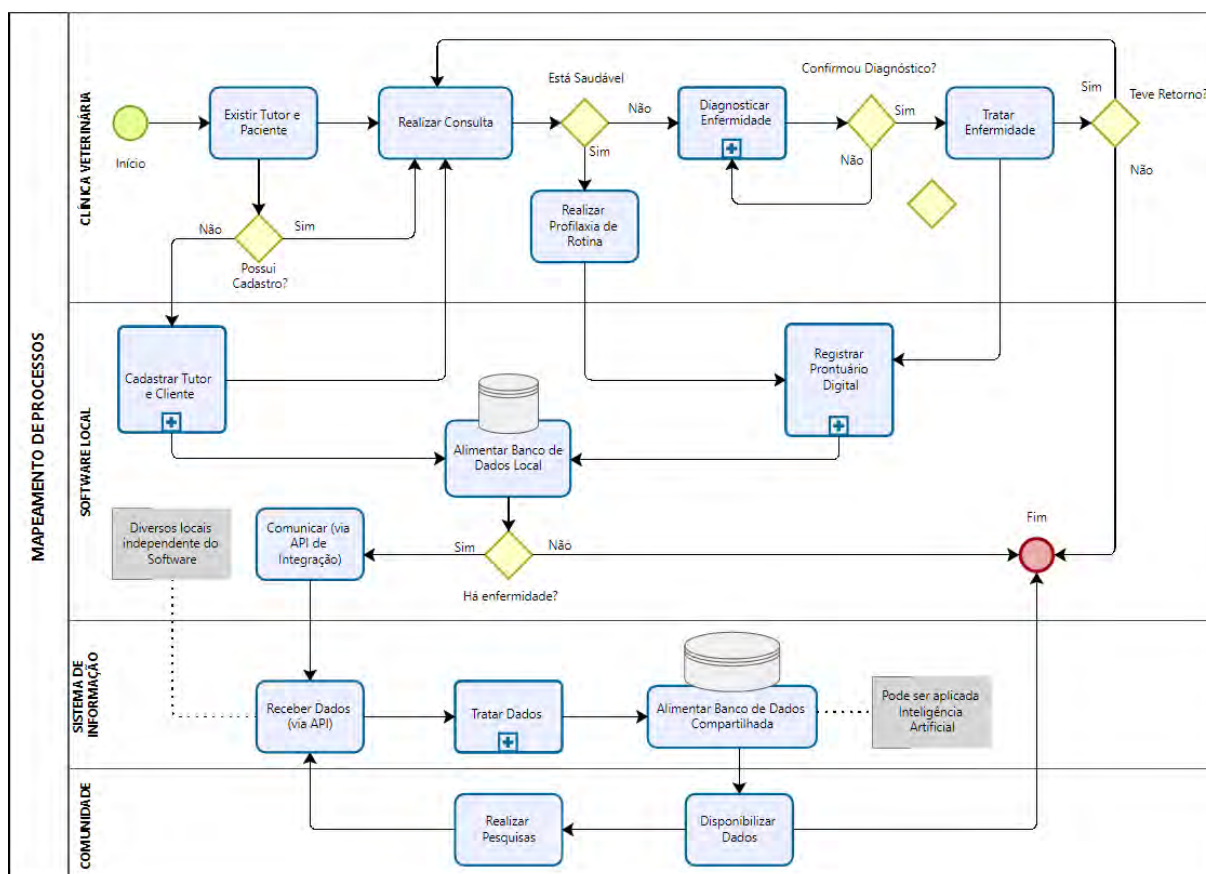 MAPEAMENTO DE PROCESSOS
CLÍNICA VETERINÁRIA
Início
Existir Tutor e
Paciente
Realizar Consulta
Está Saudável
Não
Sim
Diagnosticar
Enfermidade
Confirmou Diagnóstico?
Sim
Não
Tratar
Enfermidade
Sim
Teve Retorno?
Não
Realizar
Profilaxia de
Rotina
Não
Sim
Possui
Cadastro?
SOFTWARE LOCAL
Cadastrar Tutor
e Cliente
Registrar
Prontuário
Digital
Alimentar Banco de
Dados Local
Diversos locais
independente do
Software
Comunicar (via
API de
Integração)
Sim
Não
Há enfermidade?
Fim
SISTEMA DE
INFORMAÇÃO
Receber Dados
(via API)
Tratar Dados
Alimentar Banco de Dados
Compartilhada
Pode ser aplicada
Inteligência
Artificial
COMUNIDADE
Realizar
Pesquisas
Disponibilizar
Dados